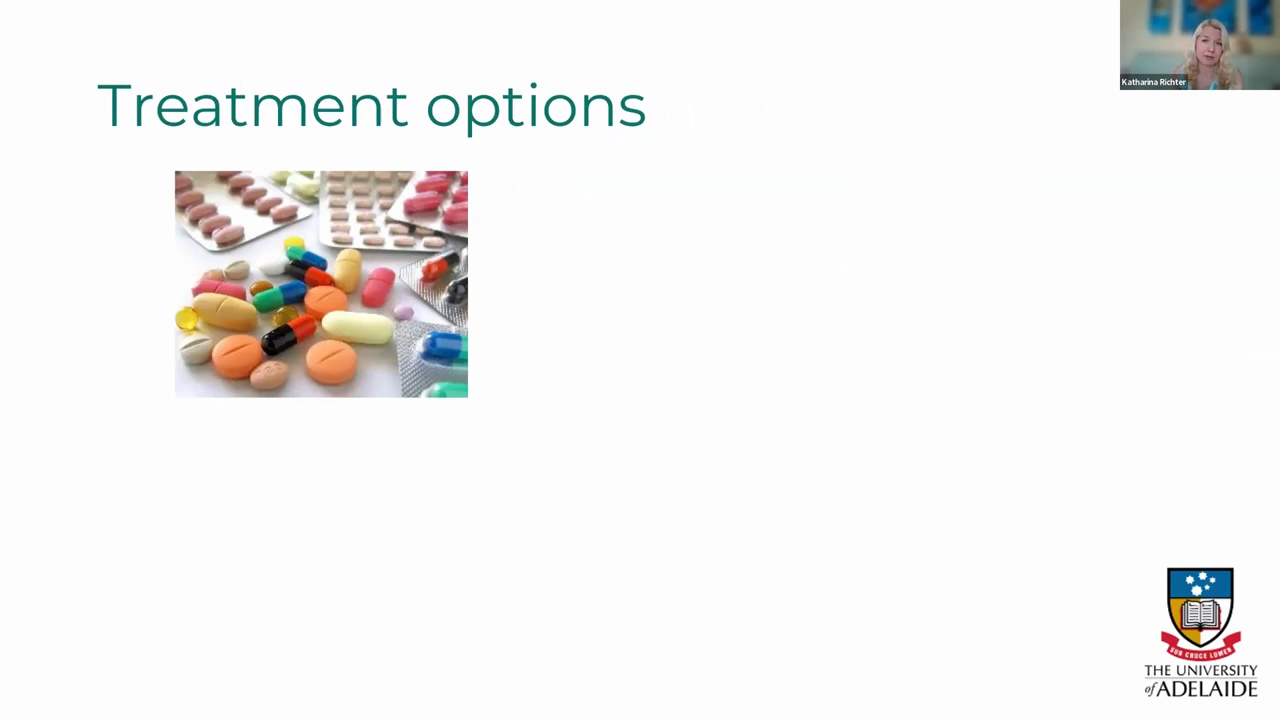 Katharina Richter
Treatment options
SUB CRUCE LUMEN
THE UNIVERSITY
of ADELAIDE